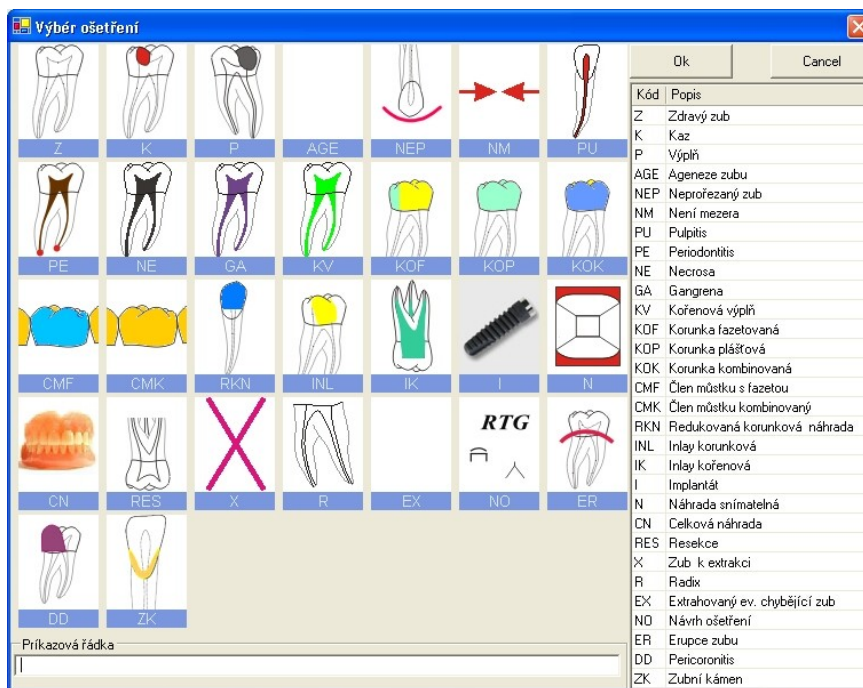 Výběr ošetření
Z K P AGE NEP NM PU
PE NE GA KV KOF KOP KOK
CMF CMK RKN INL IK I N
RTG
CN RES X R EX NO ER
DD ZK
Príkazová řádka
Ok Cancel
Kód Popis
Z Zdravý zub
K Kaz
P Výplň
AGE Ageneze zubu
NEP Neprořezaný zub
NM Není mezera
PU Pulpitis
PE Periodontitis
NE Necrosa
GA Gangrena
KV Kořenová výplň
KOF Korunka fazetovaná
KOP Korunka plášťová
KOK Korunka kombinovaná
CMF Člen můstku s fazetou
CMK Člen můstku kombinovaný
RKN Redukovaná korunková náhrada
INL Inlay korunková
IK Inlay kořenová
I Implantát
N Náhrada snímatelná
CN Celková náhrada
RES Resekce
X Zub k extrakci
R Radix
EX Extrahovaný ev. chybějící zub
NO Návrh ošetření
ER Erupce zubu
DD Pericoronitis
ZK Zubní kámen